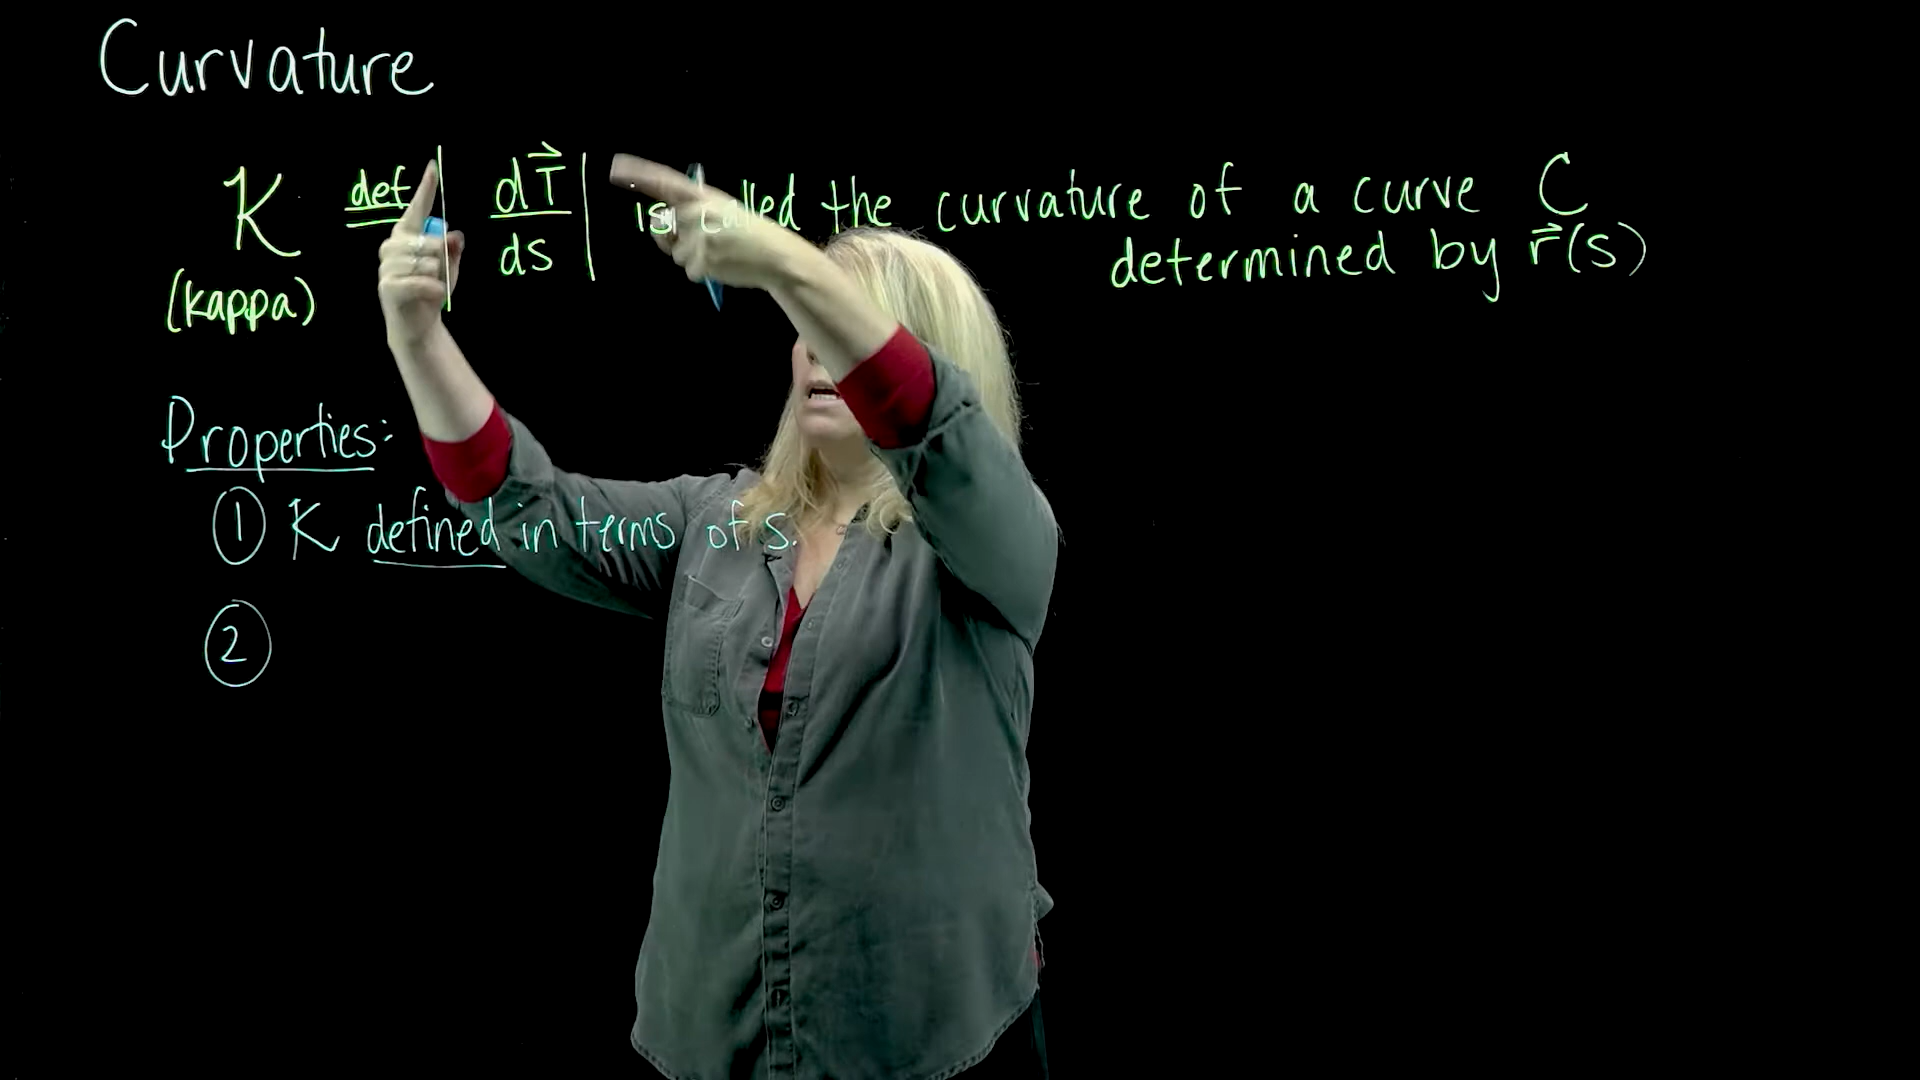 Curvature
K def= | dT⃗/ds | is called the curvature of a curve C
determined by r⃗(s)
(kappa)
Properties:
① K defined in terms of s.
②